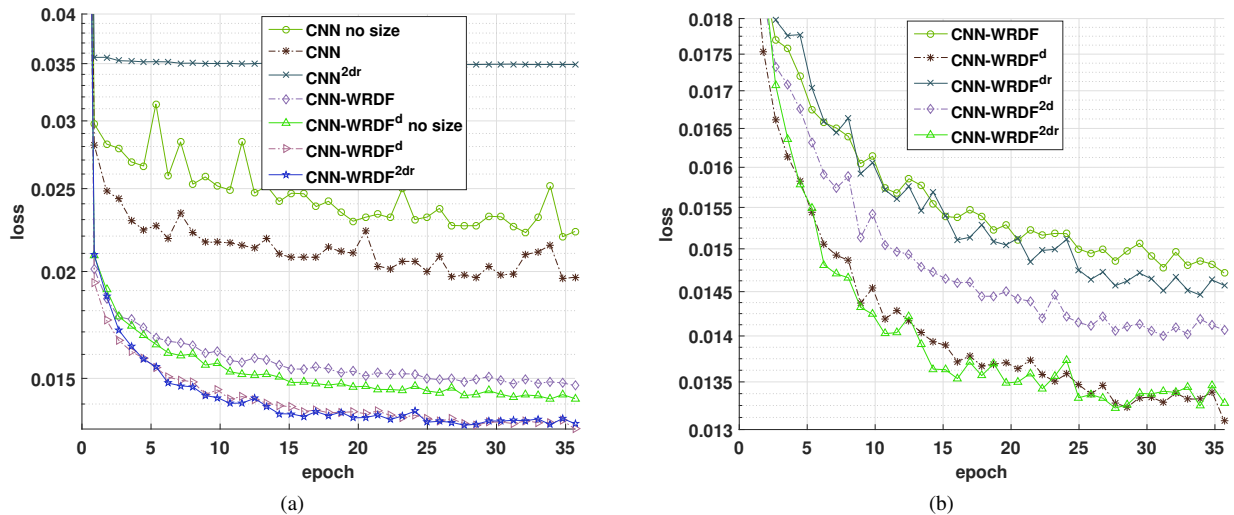 0.04
0.035
0.03
0.025
0.02
0.015
loss
0 5 10 15 20 25 30 35
epoch
CNN no size
CNN
CNN2dr
CNN-WRDF
CNN-WRDFd no size
CNN-WRDFd
CNN-WRDF2dr
(a)
0.018
0.0175
0.017
0.0165
0.016
0.0155
0.015
0.0145
0.014
0.0135
0.013
loss
0 5 10 15 20 25 30 35
epoch
CNN-WRDF
CNN-WRDFd
CNN-WRDFdr
CNN-WRDF2d
CNN-WRDF2dr
(b)